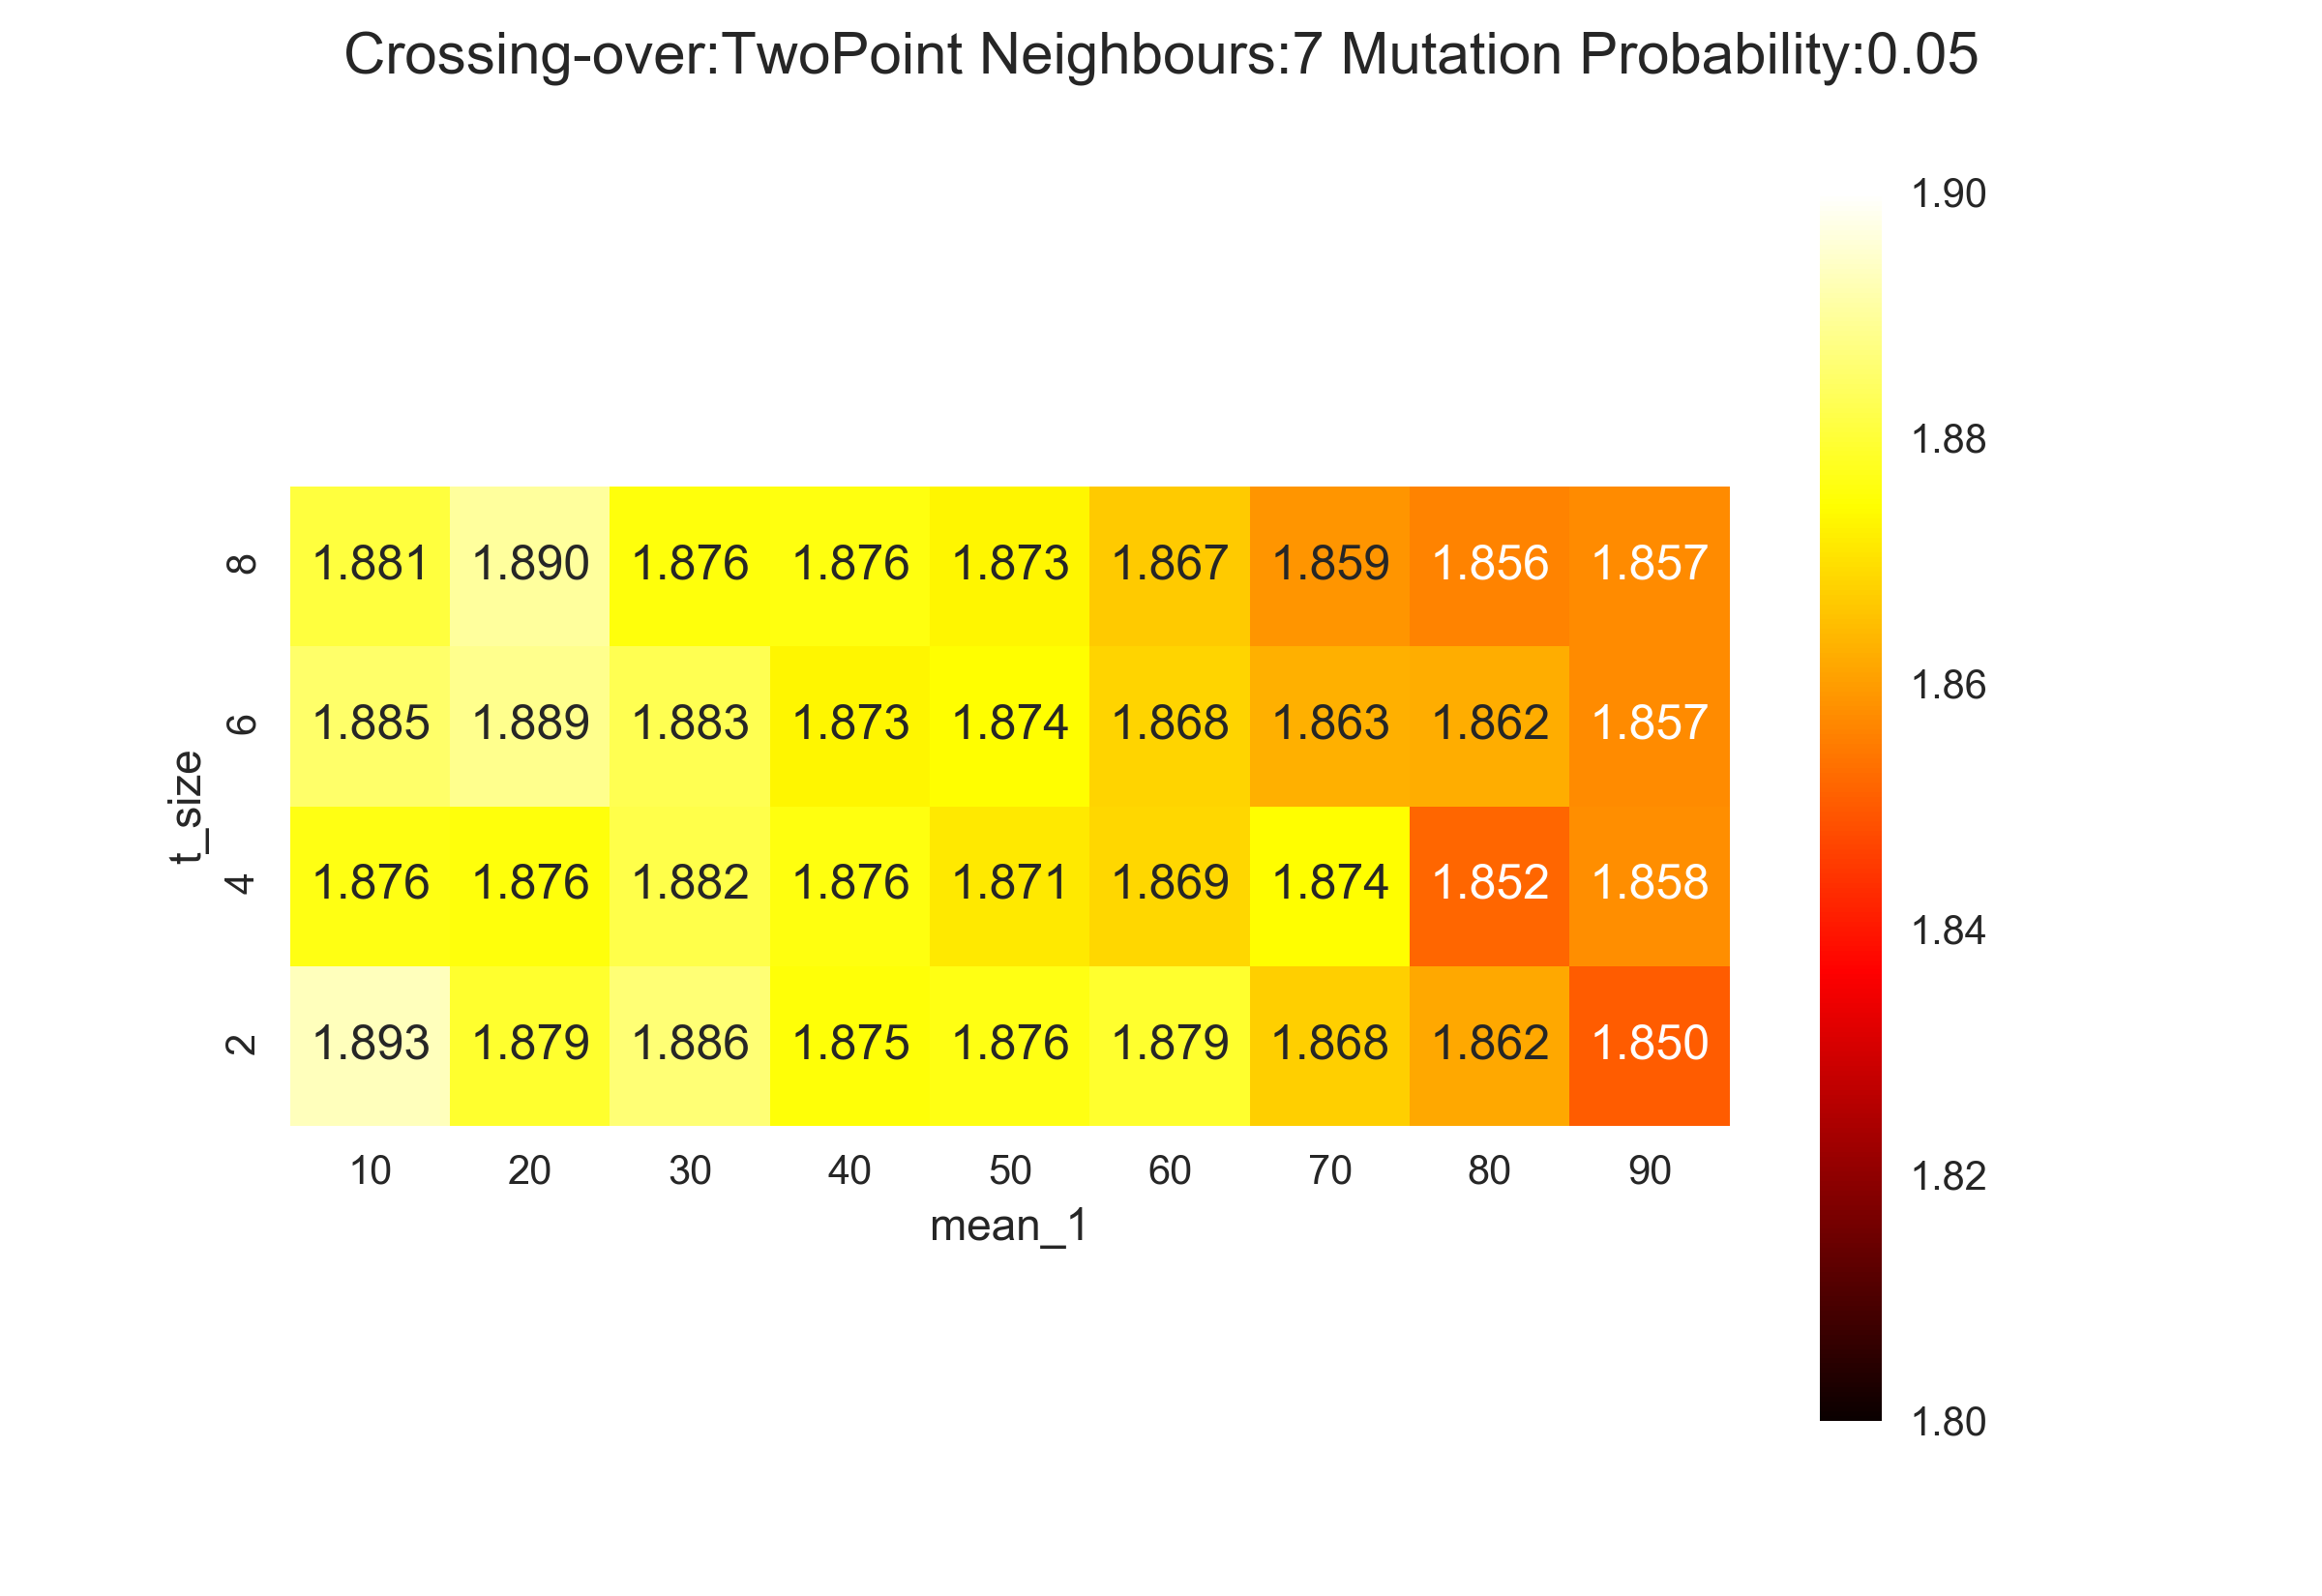 Crossing-over:TwoPoint Neighbours:7 Mutation Probability:0.05
t_size
8 1.881 1.890 1.876 1.876 1.873 1.867 1.859 1.856 1.857
6 1.885 1.889 1.883 1.873 1.874 1.868 1.863 1.862 1.857
4 1.876 1.876 1.882 1.876 1.871 1.869 1.874 1.852 1.858
2 1.893 1.879 1.886 1.875 1.876 1.879 1.868 1.862 1.850
10 20 30 40 50 60 70 80 90
mean_1
1.90
1.88
1.86
1.84
1.82
1.80